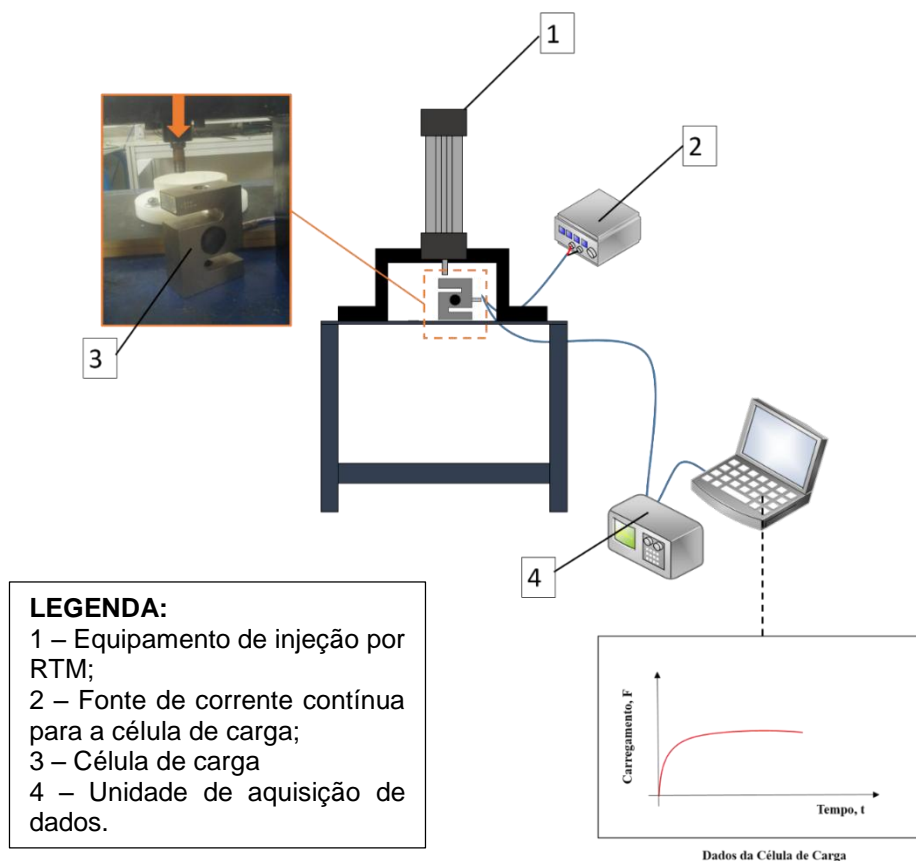 1
2
3
4
LEGENDA:
1 – Equipamento de injeção por
RTM;
2 – Fonte de corrente contínua
para a célula de carga;
3 – Célula de carga
4 – Unidade de aquisição de
dados.
Carregamento, F
Tempo, t
Dados da Célula de Carga